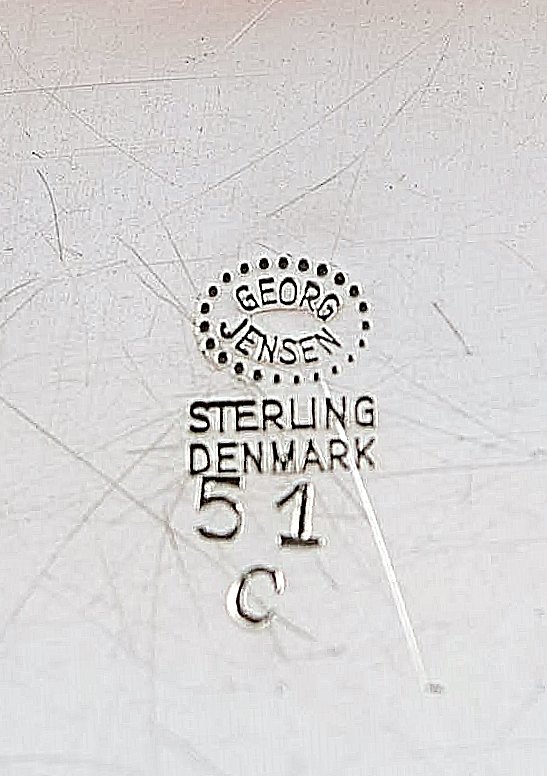 GEORG
JENSEN
STERLING
DENMARK
51
C